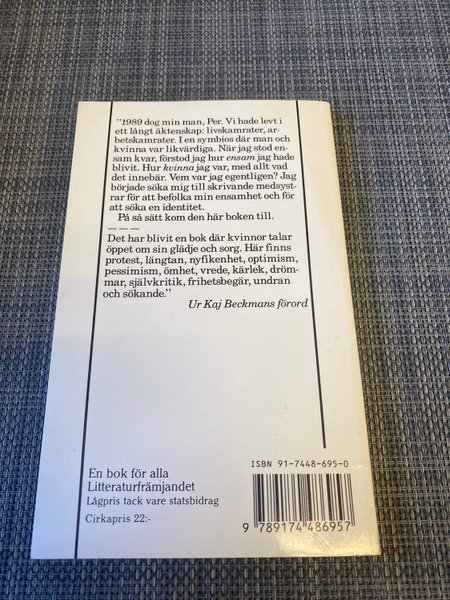 "1989 dog min man, Per. Vi hade levt i
ett långt äktenskap: livskamrater, ar-
betskamrater. I en symbios där man och
kvinna var likvärdiga. När jag stod en-
sam kvar, förstod jag hur ensam jag hade
blivit. Hur kvinna jag var, med allt vad
det innebär. Vem var jag egentligen? Jag
började söka mig till skrivande medsyst-
rar för att befolka min ensamhet och för
att söka en identitet.
På så sätt kom den här boken till.
— — —
Det har blivit en bok där kvinnor talar
öppet om sin glädje och sorg. Här finns
protest, längtan, nyfikenhet, optimism,
pessimism, ömhet, vrede, kärlek, dröm-
mar, självkritik, frihetsbegär, undran
och sökande."
Ur Kaj Beckmans förord
ISBN 91-7448-695-0
En bok för alla
Litteraturfrämjandet
Lågpris tack vare statsbidrag
Cirkapris 22:-
9 789174 486957